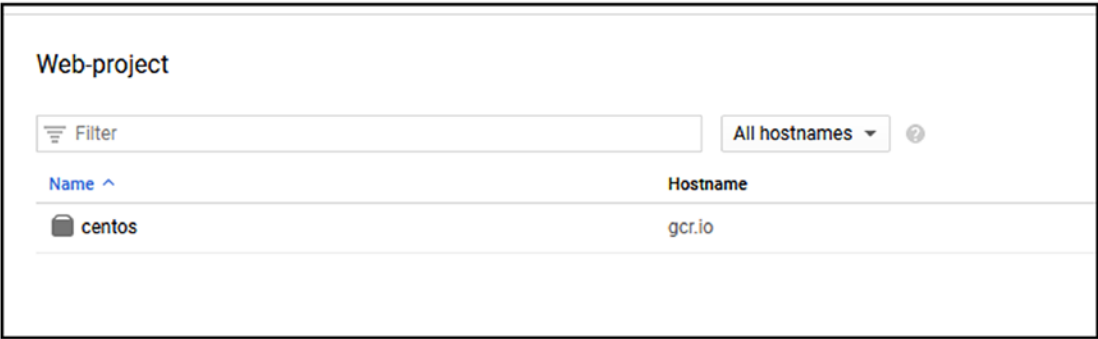 Web-project
Filter All hostnames ?
Name Hostname
centos gcr.io